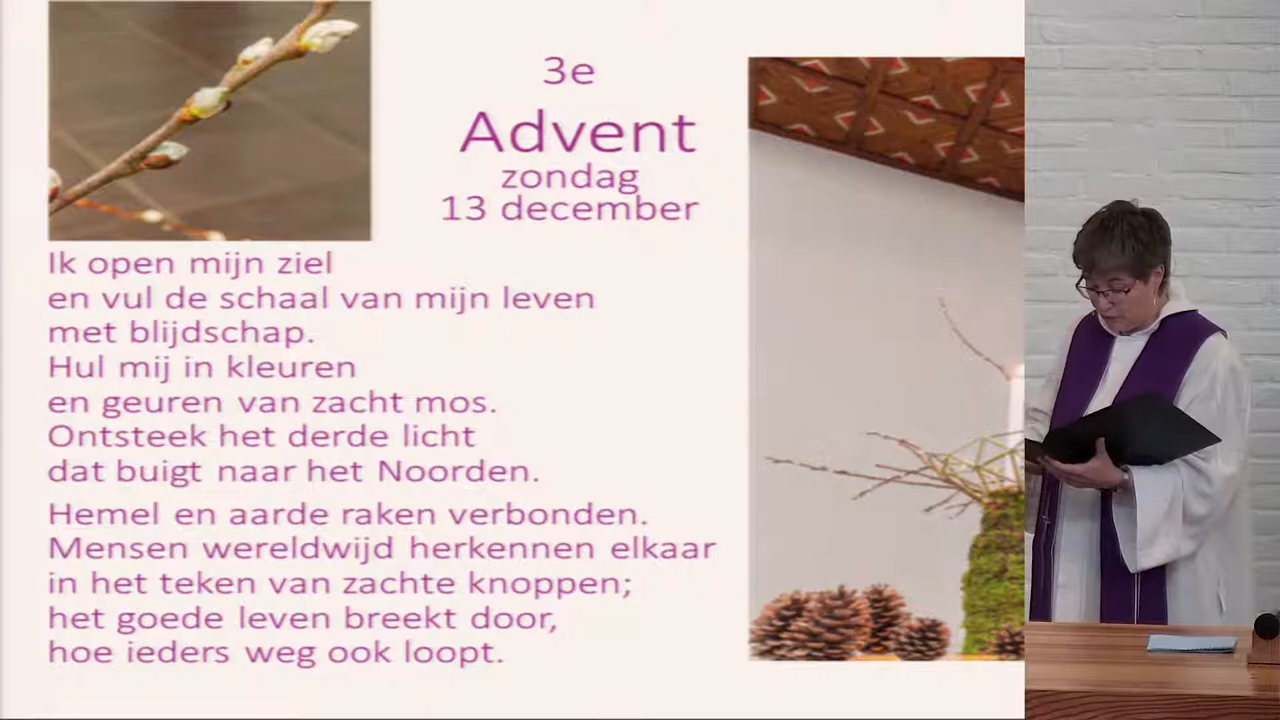 3e
Advent
zondag
13 december
Ik open mijn ziel
en vul de schaal van mijn leven
met blijdschap.
Hul mij in kleuren
en geuren van zacht mos.
Ontsteek het derde licht
dat buigt naar het Noorden.
Hemel en aarde raken verbonden.
Mensen wereldwijd herkennen elkaar
in het teken van zachte knoppen;
het goede leven breekt door,
hoe ieders weg ook loopt.